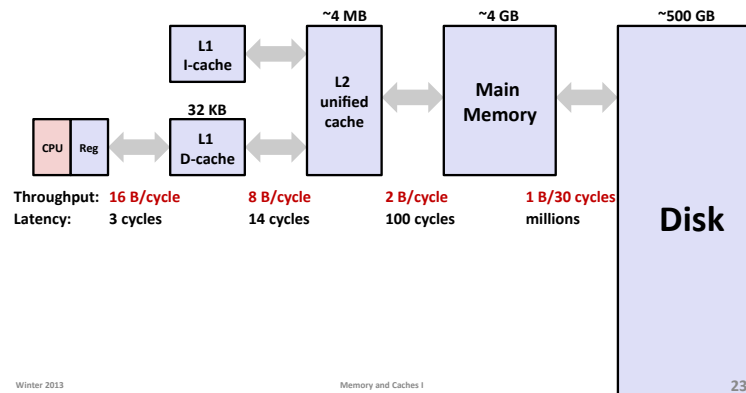 ~4 MB
~4 GB
~500 GB
L1
I-cache
L2
unified
cache
Main
Memory
32 KB
CPU
Reg
L1
D-cache
Throughput: 16 B/cycle 8 B/cycle 2 B/cycle 1 B/30 cycles
Latency: 3 cycles 14 cycles 100 cycles millions
Disk
Winter 2013
Memory and Caches I
23